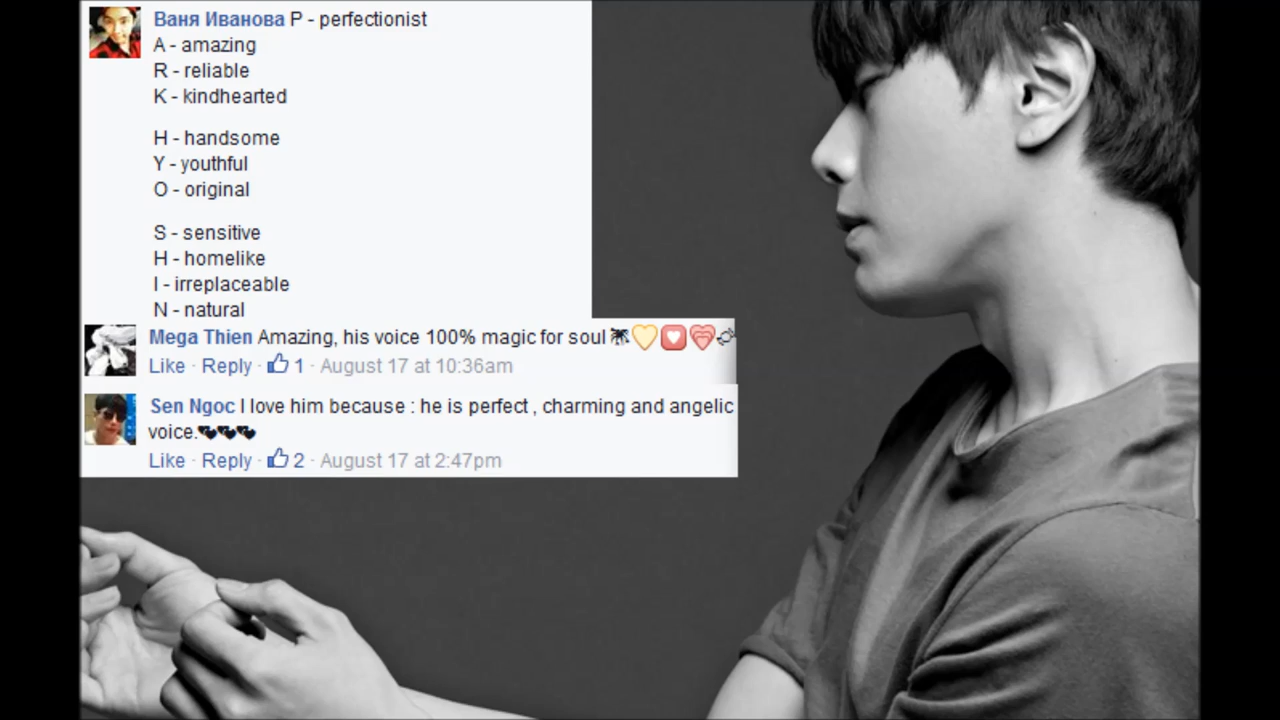 Ваня Иванова P - perfectionist
A - amazing
R - reliable
K - kindhearted
H - handsome
Y - youthful
O - original
S - sensitive
H - homelike
I - irreplaceable
N - natural
Mega Thien Amazing, his voice 100% magic for soul
Like · Reply · 1 · August 17 at 10:36am
Sen Ngoc I love him because : he is perfect , charming and angelic
voice.
Like · Reply · 2 · August 17 at 2:47pm